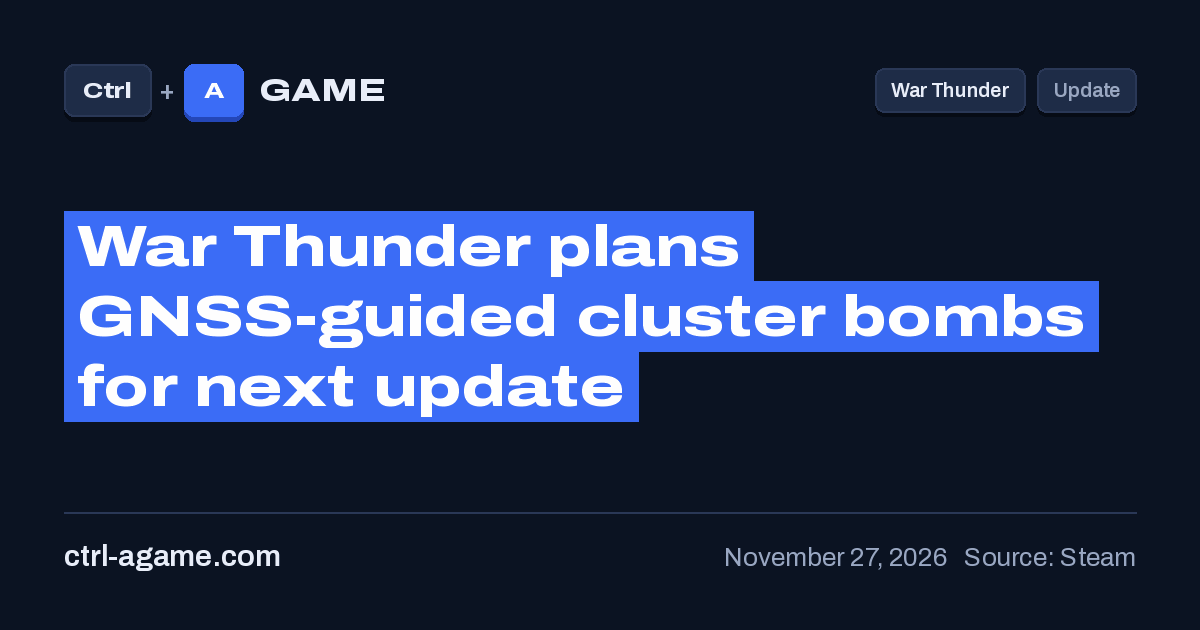 Ctrl + A GAME
War Thunder Update
War Thunder plans
GNSS-guided cluster bombs
for next update
ctrl-agame.com
November 27, 2026 Source: Steam